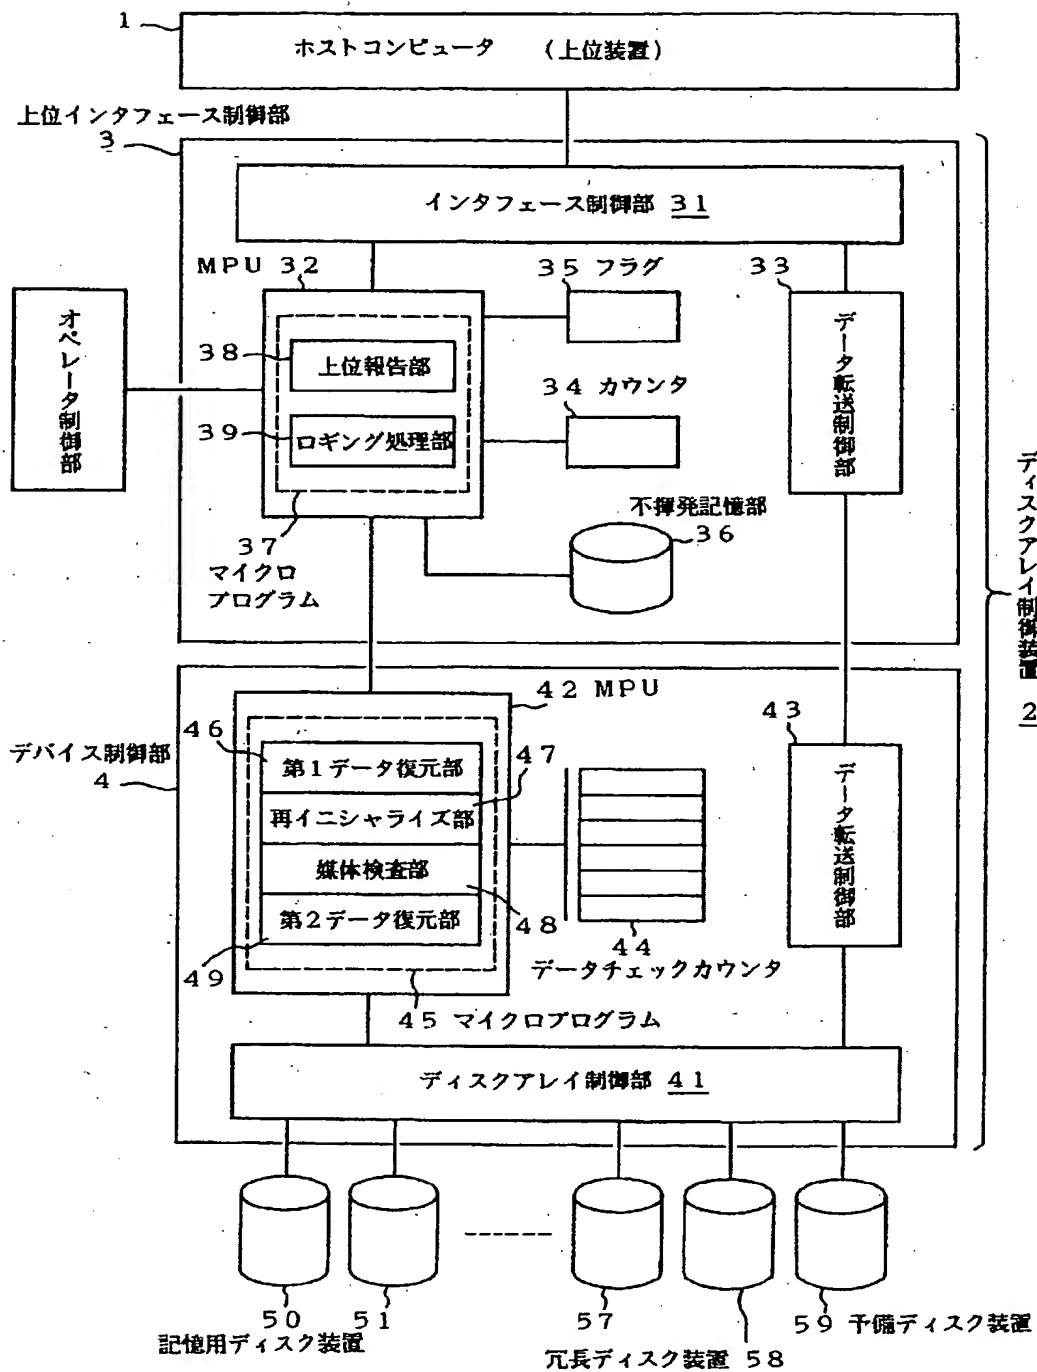 1
ホストコンピュータ (上位装置)
上位インタフェース制御部
3
インタフェース制御部 31
MPU 32
35 フラグ
33
オペレータ制御部
38
上位報告部
34 カウンタ
39
ロギング処理部
データ転送制御部
不揮発記憶部
36
37
マイクロ
プログラム
ディスクアレイ制御装置 2
42 MPU
43
デバイス制御部
4
46
第1データ復元部
47
再イニシャライズ部
媒体検査部
48
第2データ復元部
49
データ転送制御部
44
データチェックカウンタ
45 マイクロプログラム
ディスクアレイ制御部 41
50
51
57
59 予備ディスク装置
記憶用ディスク装置
冗長ディスク装置 58